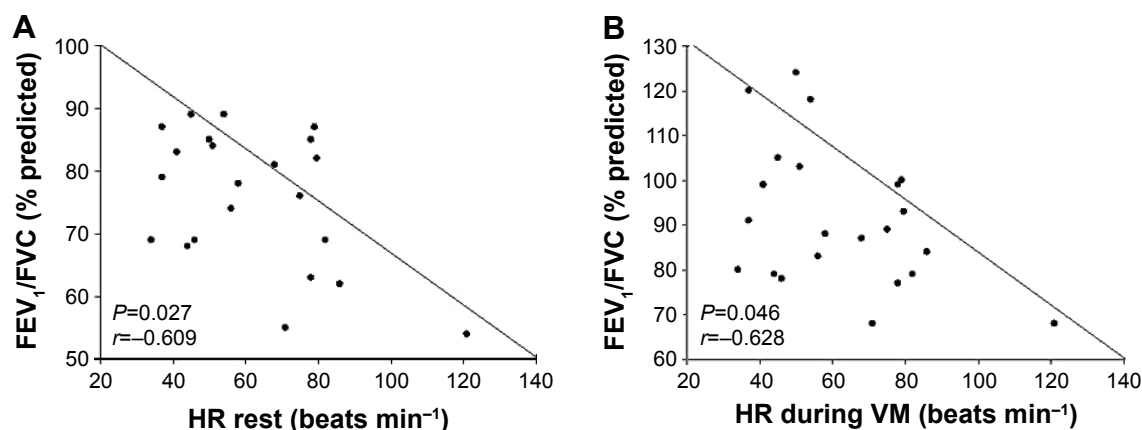 A
FEV₁/FVC (% predicted)
100
90
80
70
60
50
P=0.027
r=–0.609
20 40 60 80 100 120 140
HR rest (beats min⁻¹)
B
FEV₁/FVC (% predicted)
130
120
110
100
90
80
70
60
P=0.046
r=–0.628
20 40 60 80 100 120 140
HR during VM (beats min⁻¹)